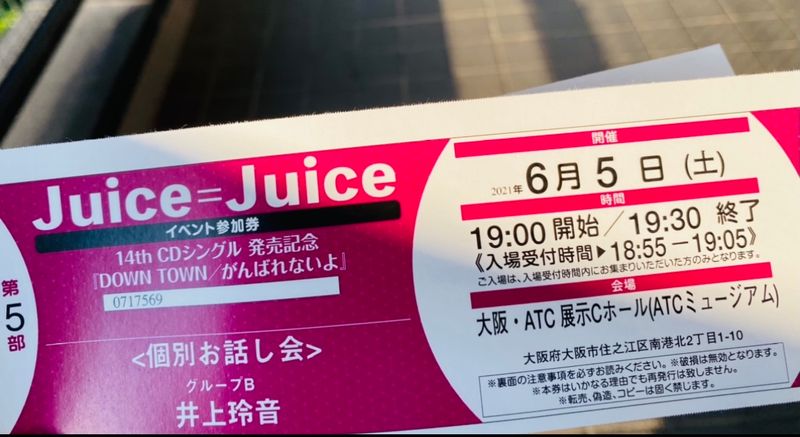 第5部
Juice=Juice
イベント参加券
14th CDシングル 発売記念
『DOWN TOWN/がんばれないよ』
0717569
<個別お話し会>
グループB
井上玲音
開催
2021年 6月 5日 (土)
時間
19:00 開始/19:30 終了
《入場受付時間▶18:55-19:05》
ご入場は、入場受付時間内にお集まりいただいた方のみとなります。
会場
大阪・ATC 展示Cホール(ATCミュージアム)
大阪府大阪市住之江区南港北2丁目1-10
※裏面の注意事項を必ずお読みください。※破損は無効となります。
※本券はいかなる理由でも再発行は致しません。
※転売、偽造、コピーは固く禁じます。